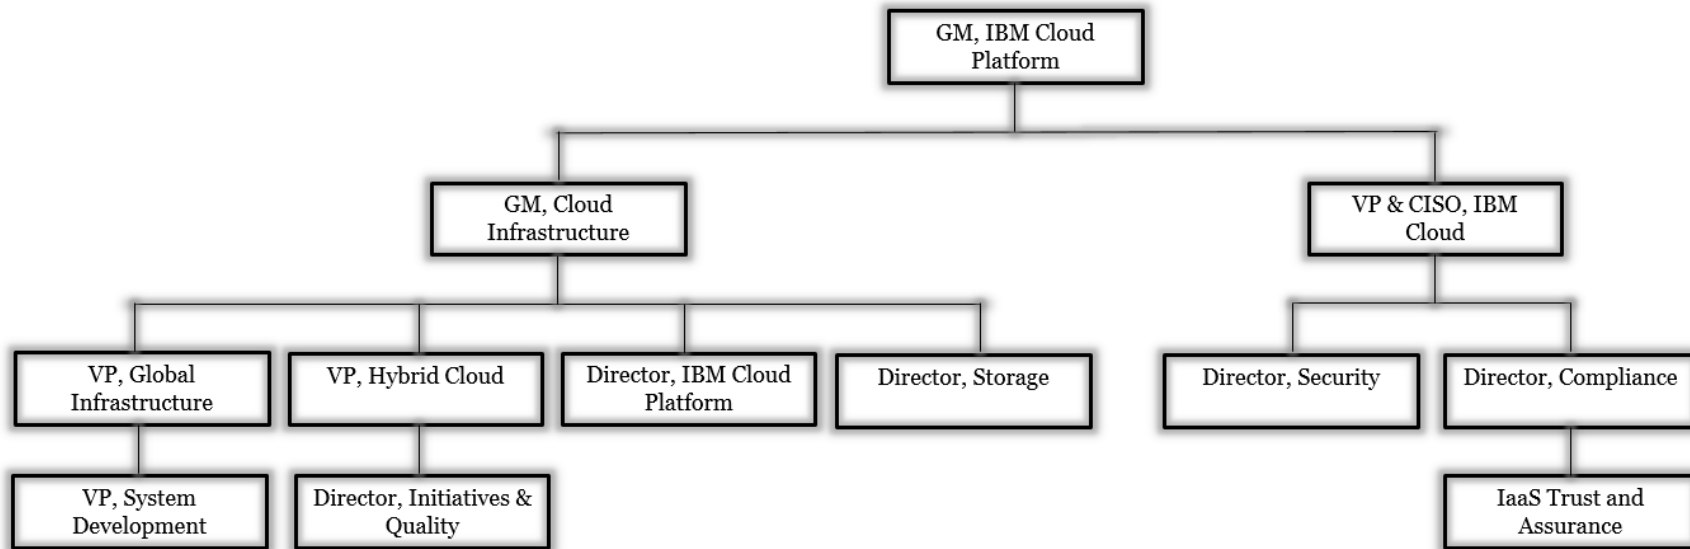 GM, IBM Cloud
Platform
GM, Cloud
Infrastructure
VP & CISO, IBM
Cloud
VP, Global
Infrastructure
VP, Hybrid Cloud
Director, IBM Cloud
Platform
Director, Storage
Director, Security
Director, Compliance
VP, System
Development
Director, Initiatives &
Quality
IaaS Trust and
Assurance